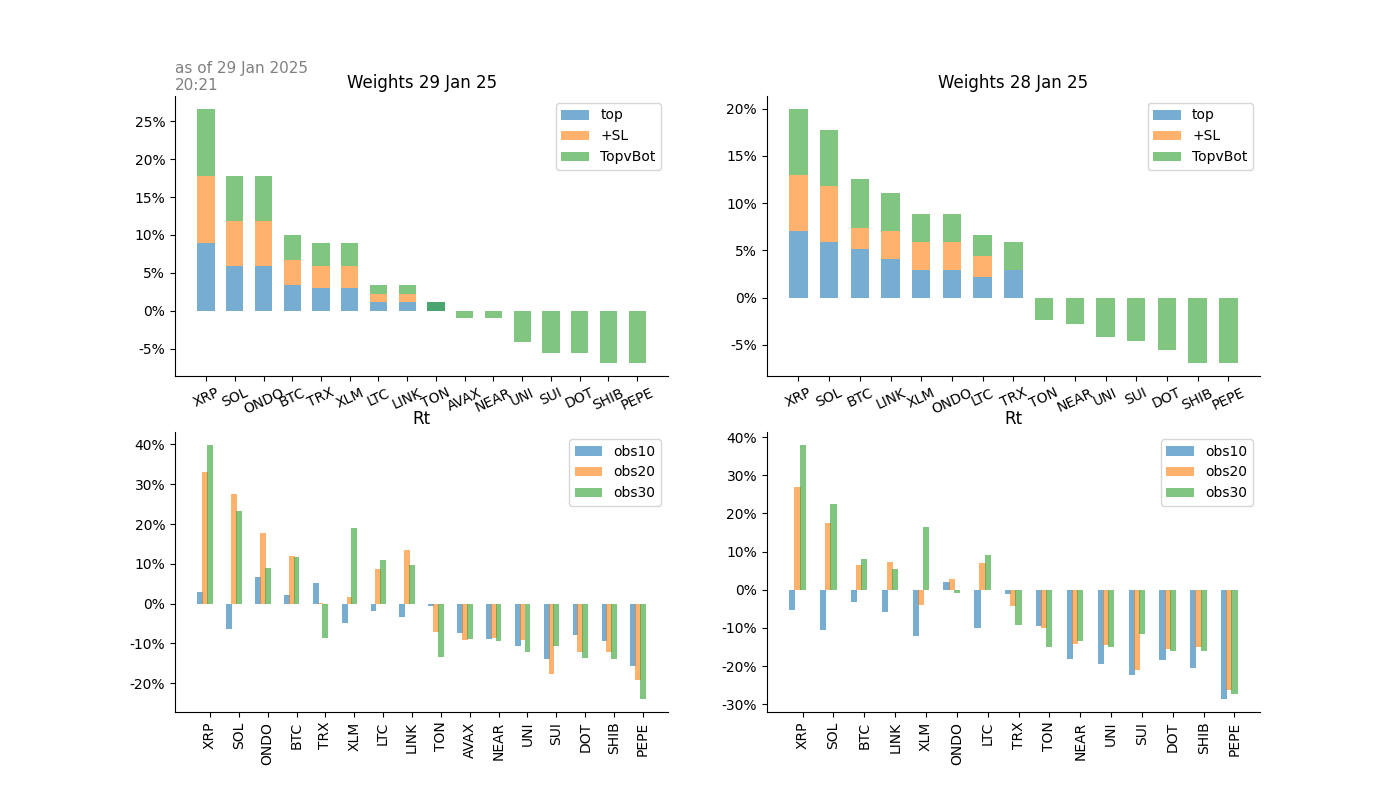 as of 29 Jan 2025
20:21
Weights 29 Jan 25
25%
20%
15%
10%
5%
0%
-5%
top
+SL
TopvBot
XRP SOL ONDO BTC TRX XLM LTC LINK TON AVAX NEAR UNI SUI DOT SHIB PEPE
Weights 28 Jan 25
20%
15%
10%
5%
0%
-5%
top
+SL
TopvBot
XRP SOL BTC LINK XLM ONDO LTC TRX TON NEAR UNI SUI DOT SHIB PEPE
Rt
40%
30%
20%
10%
0%
-10%
-20%
obs10
obs20
obs30
XRP SOL ONDO BTC TRX XLM LTC LINK TON AVAX NEAR UNI SUI DOT SHIB PEPE
Rt
40%
30%
20%
10%
0%
-10%
-20%
-30%
obs10
obs20
obs30
XRP SOL BTC LINK XLM ONDO LTC TRX TON NEAR UNI SUI DOT SHIB PEPE